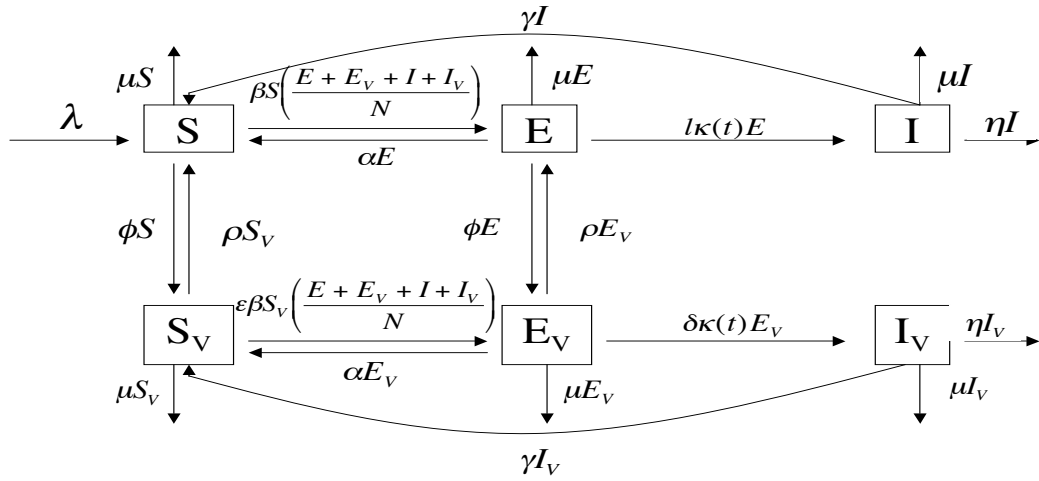 γI
μS
βS(E + E_V + I + I_V / N)
μE
μI
λ
S
E
lκ(t)E
I
ηI
αE
ϕS
ρS_V
ϕE
ρE_V
εβS_V(E + E_V + I + I_V / N)
S_V
E_V
δκ(t)E_V
I_V
ηI_V
αE_V
μS_V
μE_V
μI_V
γI_V